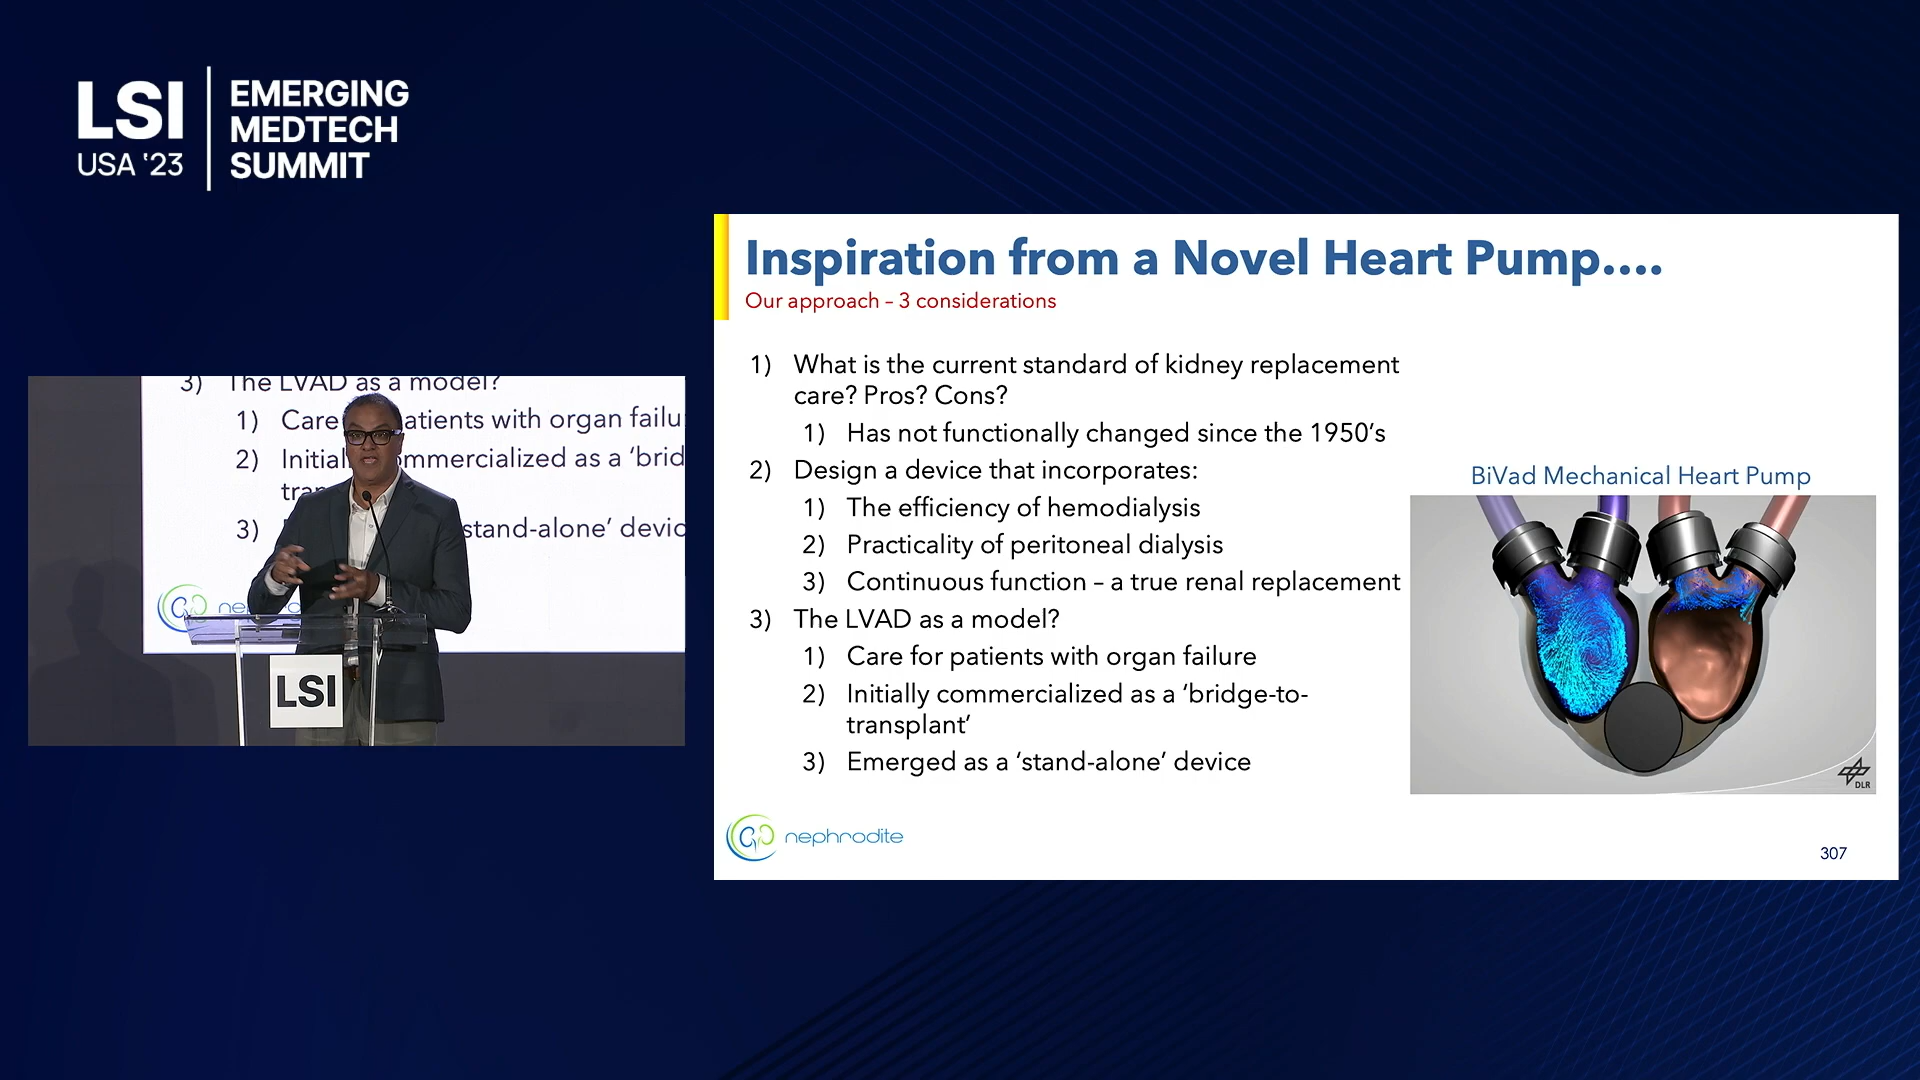 LSI
USA '23
EMERGING
MEDTECH
SUMMIT
3) The LVAD as a model?
1) Care atients with organ failu
2) Initial ommercialized as a ‘brid
tra
3) stand-alone’ devic
ne
LSI
Inspiration from a Novel Heart Pump....
Our approach – 3 considerations
1) What is the current standard of kidney replacement
care? Pros? Cons?
1) Has not functionally changed since the 1950’s
2) Design a device that incorporates:
1) The efficiency of hemodialysis
2) Practicality of peritoneal dialysis
3) Continuous function – a true renal replacement
3) The LVAD as a model?
1) Care for patients with organ failure
2) Initially commercialized as a ‘bridge-to-
transplant’
3) Emerged as a ‘stand-alone’ device
BiVad Mechanical Heart Pump
DLR
nephrodite
307